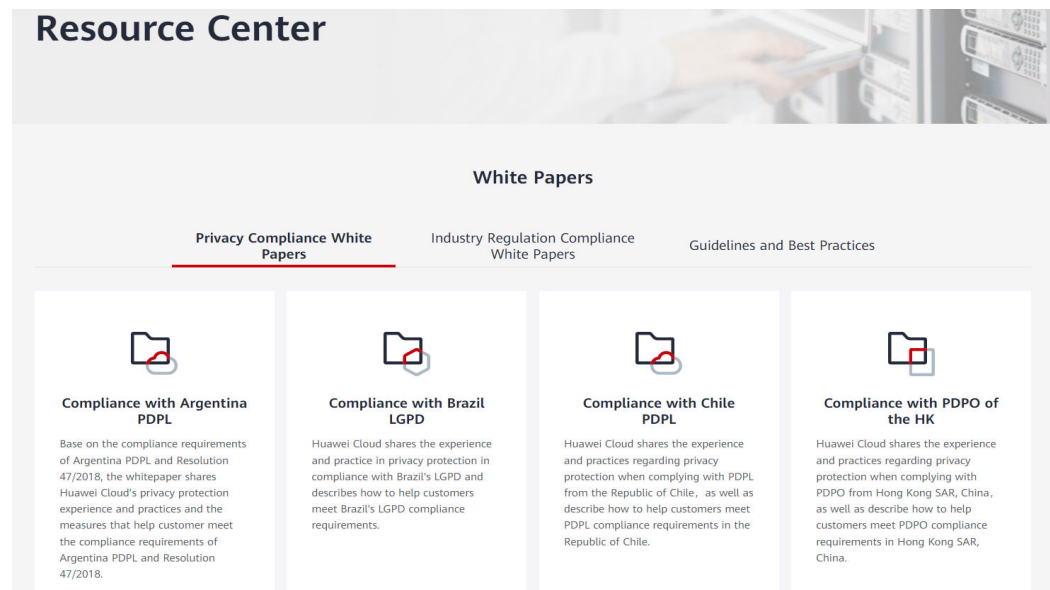 Resource Center
White Papers
Privacy Compliance White
Papers
Industry Regulation Compliance
White Papers
Guidelines and Best Practices
Compliance with Argentina
PDPL
Base on the compliance requirements
of Argentina PDPL and Resolution
47/2018, the whitepaper shares
Huawei Cloud's privacy protection
experience and practices and the
measures that help customer meet
the compliance requirements of
Argentina PDPL and Resolution
47/2018.
Compliance with Brazil
LGPD
Huawei Cloud shares the experience
and practice in privacy protection in
compliance with Brazil's LGPD and
describes how to help customers
meet Brazil's LGPD compliance
requirements.
Compliance with Chile
PDPL
Huawei Cloud shares the experience
and practices regarding privacy
protection when complying with PDPL
from the Republic of Chile, as well as
describe how to help customers meet
PDPL compliance requirements in the
Republic of Chile.
Compliance with PDPO of
the HK
Huawei Cloud shares the experience
and practices regarding privacy
protection when complying with
PDPO from Hong Kong SAR, China,
as well as describe how to help
customers meet PDPO compliance
requirements in Hong Kong SAR,
China.